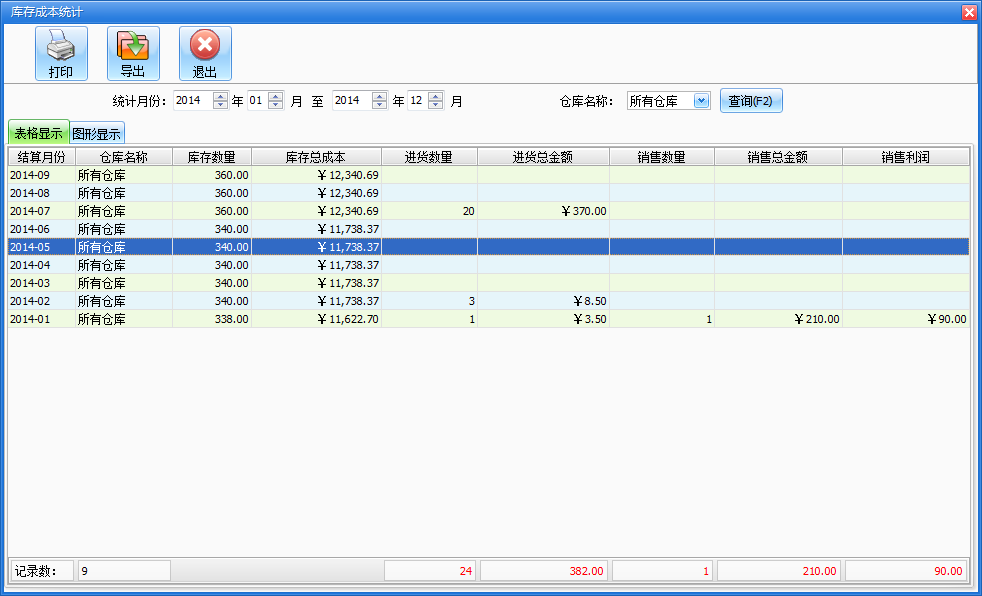 库存成本统计
打印 导出 退出
统计月份： 2014 年 01 月 至 2014 年 12 月 仓库名称： 所有仓库 查询(F2)
表格显示 图形显示
结算月份 仓库名称 库存数量 库存总成本 进货数量 进货总金额 销售数量 销售总金额 销售利润
2014-09 所有仓库 360.00 ￥12,340.69
2014-08 所有仓库 360.00 ￥12,340.69
2014-07 所有仓库 360.00 ￥12,340.69 20 ￥370.00
2014-06 所有仓库 340.00 ￥11,738.37
2014-05 所有仓库 340.00 ￥11,738.37
2014-04 所有仓库 340.00 ￥11,738.37
2014-03 所有仓库 340.00 ￥11,738.37
2014-02 所有仓库 340.00 ￥11,738.37 3 ￥8.50
2014-01 所有仓库 338.00 ￥11,622.70 1 ￥3.50 1 ￥210.00 ￥90.00
记录数： 9 24 382.00 1 210.00 90.00